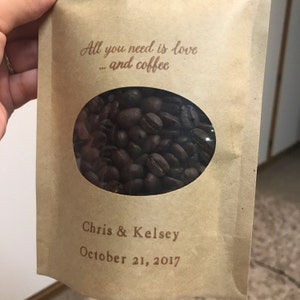 All you need is love
... and coffee
Chris & Kelsey
October 21, 2017